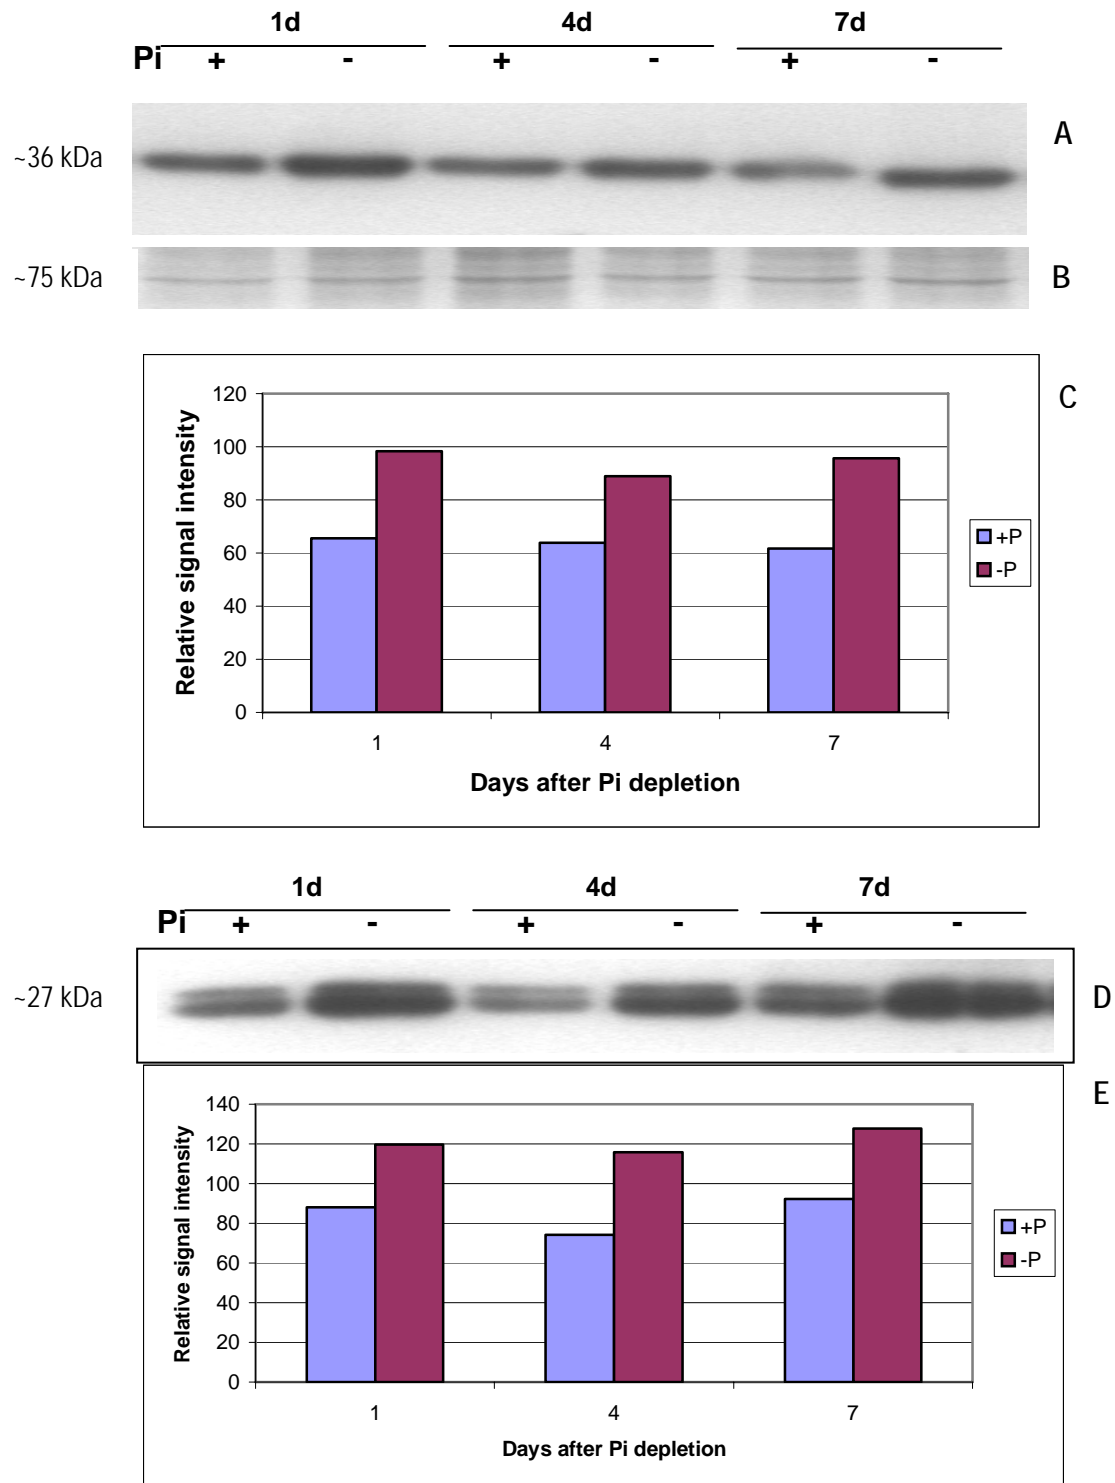 1d 4d 7d
Pi + - + - + -
~36 kDa
A
~75 kDa
B
C
120
100
80
60
40
20
0
Relative signal intensity
1 4 7
Days after Pi depletion
+P
-P
1d 4d 7d
Pi + - + - + -
~27 kDa
D
E
140
120
100
80
60
40
20
0
Relative signal intensity
1 4 7
Days after Pi depletion
+P
-P